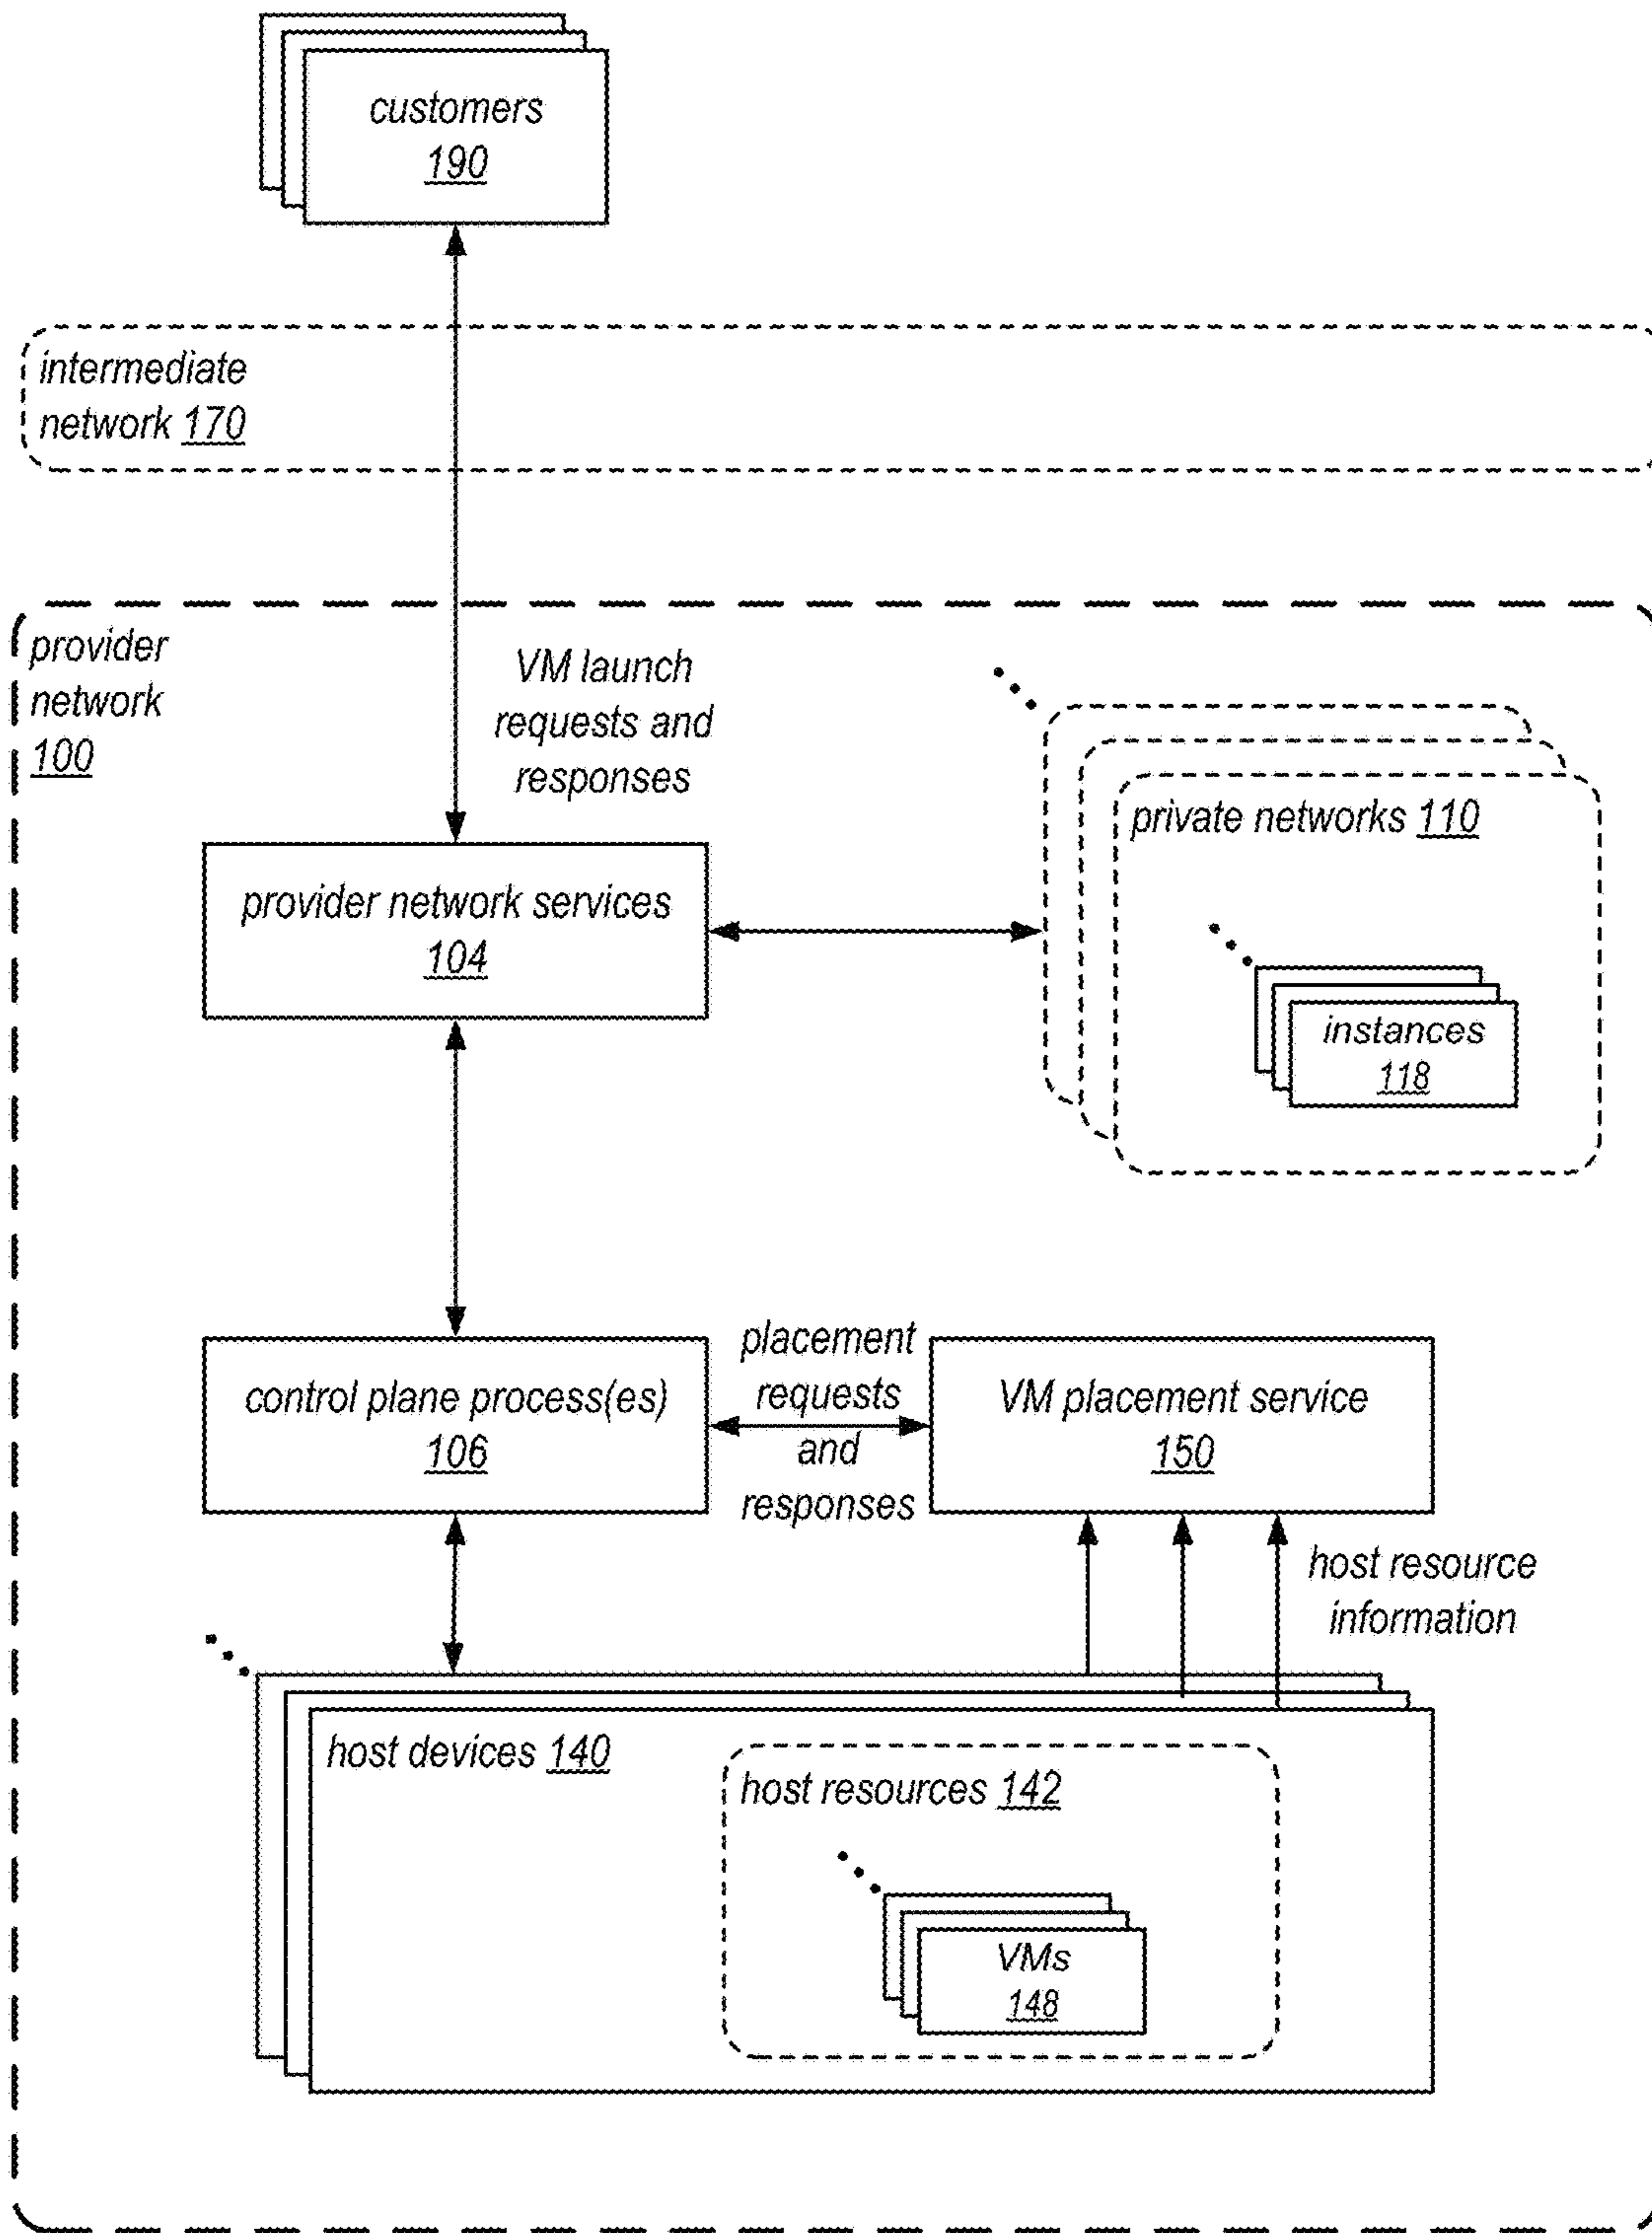 customers
190
intermediate
network 170
provider
network
100
VM launch
requests and
responses
private networks 110
provider network services
104
instances
118
placement
requests
and
responses
control plane process(es)
106
VM placement service
150
host resource
information
host devices 140
host resources 142
VMs
148